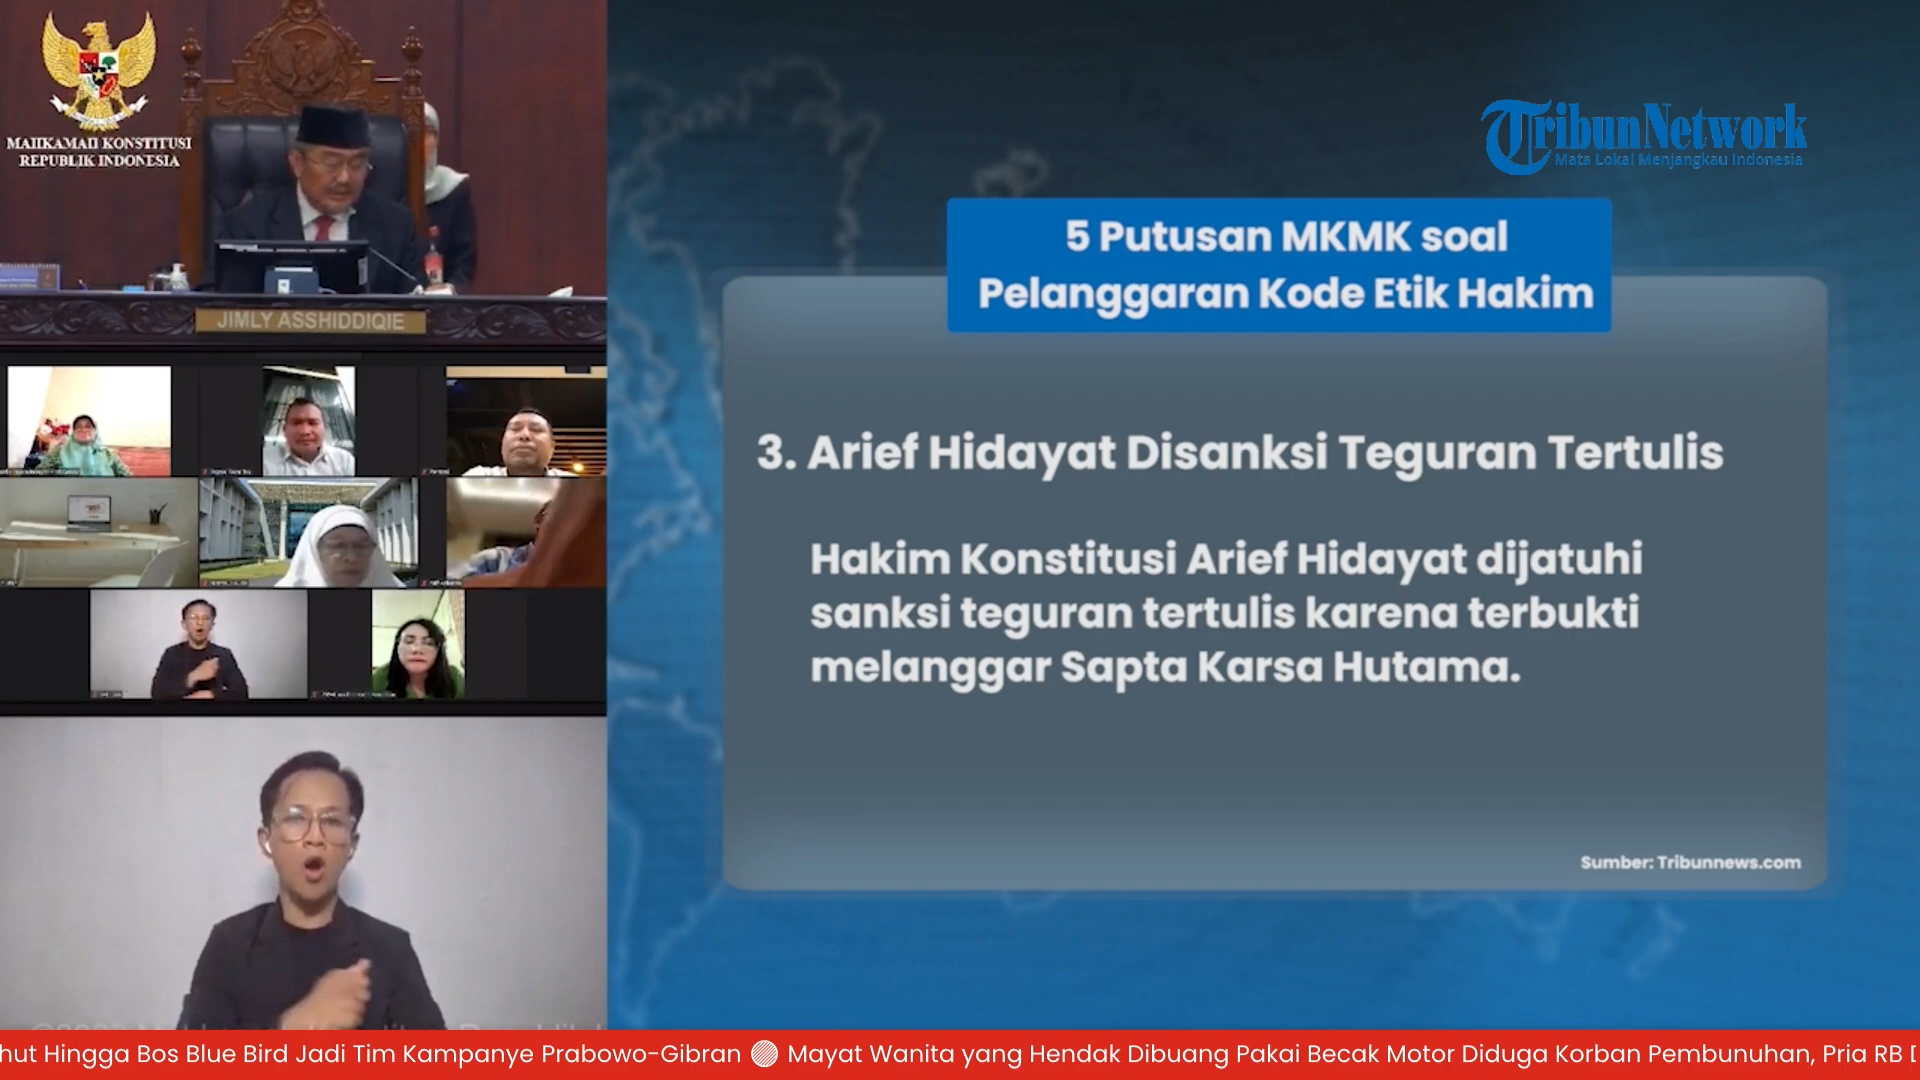 MAHKAMAH KONSTITUSI
REPUBLIK INDONESIA
JIMLY ASSHIDDIQIE
TribunNetwork
Mata Lokal Menjangkau Indonesia
5 Putusan MKMK soal
Pelanggaran Kode Etik Hakim
3. Arief Hidayat Disanksi Teguran Tertulis
Hakim Konstitusi Arief Hidayat dijatuhi
sanksi teguran tertulis karena terbukti
melanggar Sapta Karsa Hutama.
Sumber: Tribunnews.com
hut Hingga Bos Blue Bird Jadi Tim Kampanye Prabowo-Gibran Mayat Wanita yang Hendak Dibuang Pakai Becak Motor Diduga Korban Pembunuhan, Pria RB